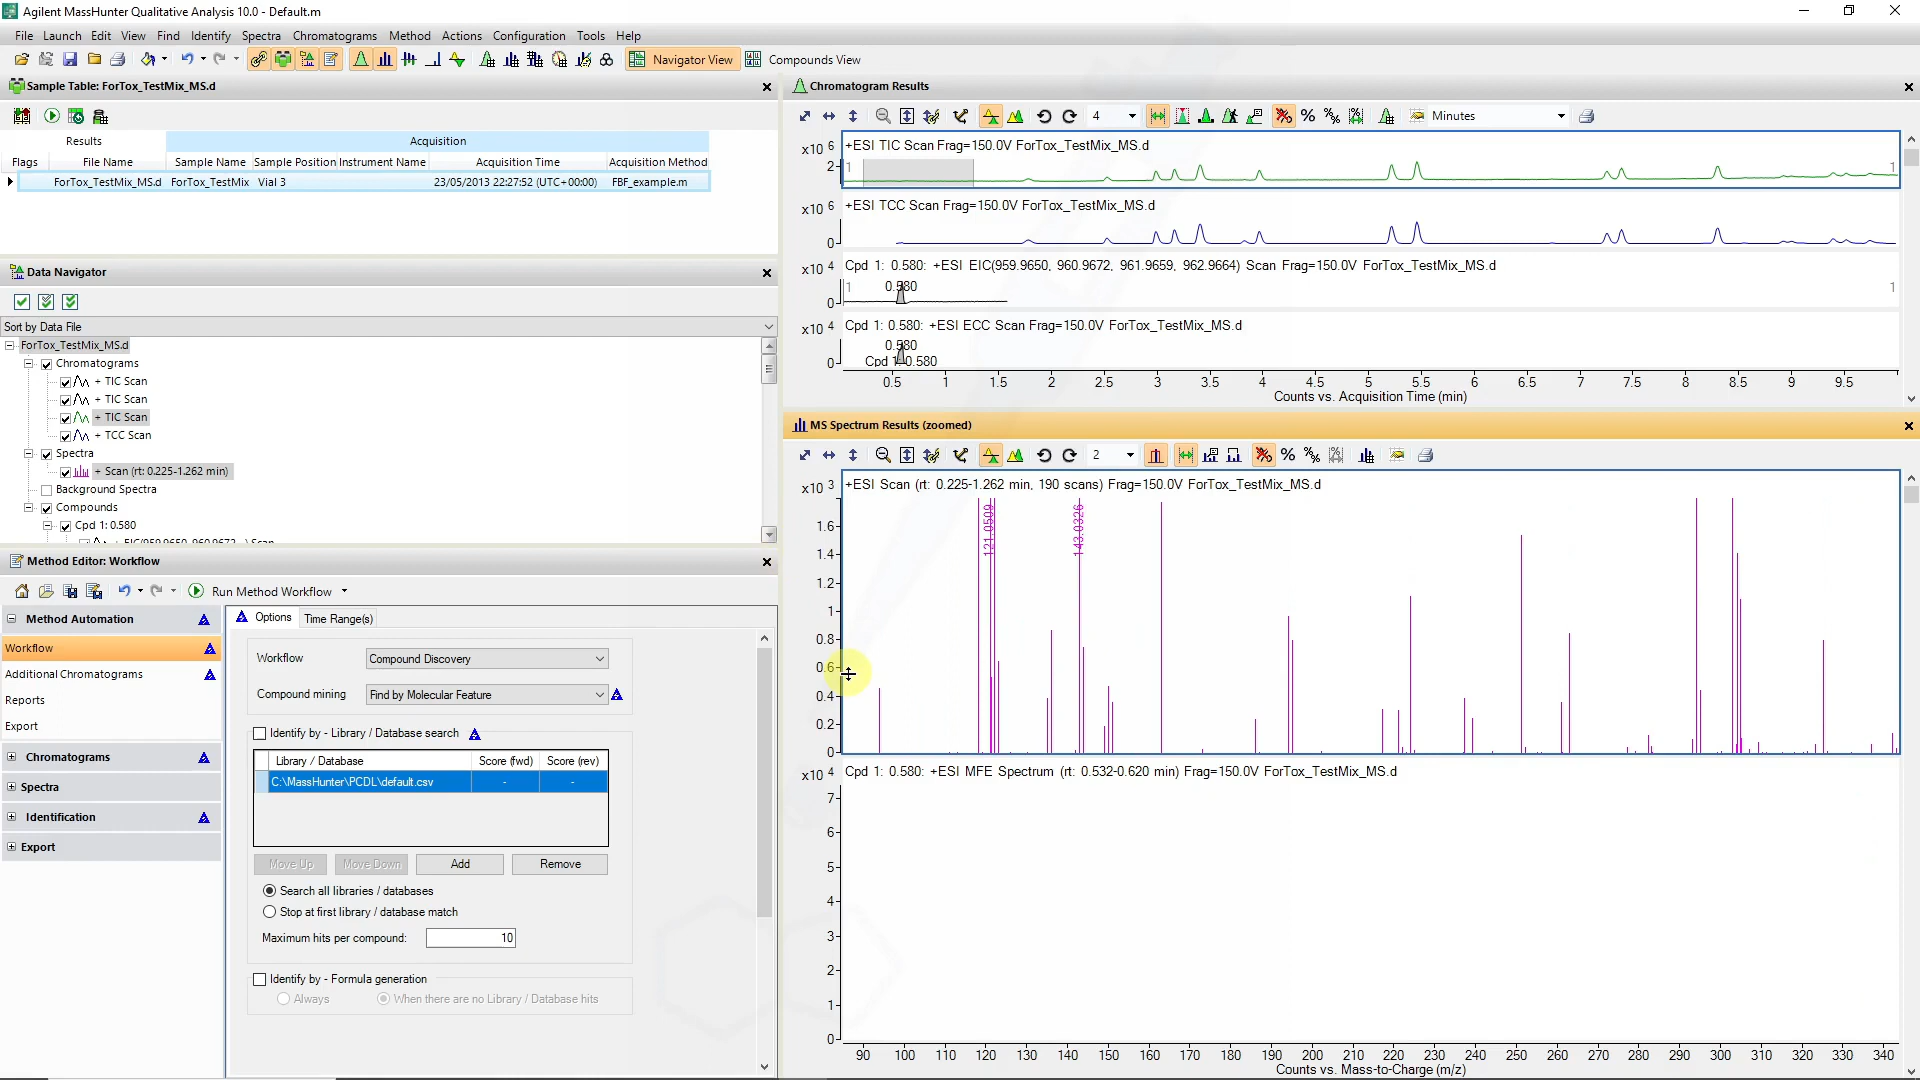 Agilent MassHunter Qualitative Analysis 10.0 - Default.m
File Launch Edit View Find Identify Spectra Chromatograms Method Actions Configuration Tools Help
Navigator View Compounds View
Sample Table: ForTox_TestMix_MS.d
Results Acquisition
Flags File Name Sample Name Sample Position Instrument Name Acquisition Time Acquisition Method
ForTox_TestMix_MS.d ForTox_TestMix Vial 3 23/05/2013 22:27:52 (UTC+00:00) FBF_example.m
Data Navigator
Sort by Data File
ForTox_TestMix_MS.d
Chromatograms
+ TIC Scan
+ TIC Scan
+ TIC Scan
+ TCC Scan
Spectra
+ Scan (rt: 0.225-1.262 min)
Background Spectra
Compounds
Cpd 1: 0.580
Method Editor: Workflow
Run Method Workflow
Method Automation
Workflow
Additional Chromatograms
Reports
Export
Chromatograms
Spectra
Identification
Export
Options Time Range(s)
Workflow Compound Discovery
Compound mining Find by Molecular Feature
Identify by - Library / Database search
Library / Database Score (fwd) Score (rev)
C:\MassHunter\PCDL\default.csv - -
Move Up Move Down Add Remove
Search all libraries / databases
Stop at first library / database match
Maximum hits per compound: 10
Identify by - Formula generation
Always When there are no Library / Database hits
Chromatogram Results
4 Minutes
x10 6 +ESI TIC Scan Frag=150.0V ForTox_TestMix_MS.d
2 1 1
x10 6 +ESI TCC Scan Frag=150.0V ForTox_TestMix_MS.d
0
x10 4 Cpd 1: 0.580: +ESI EIC(959.9650, 960.9672, 961.9659, 962.9664) Scan Frag=150.0V ForTox_TestMix_MS.d
1 0.580 1
0
x10 4 Cpd 1: 0.580: +ESI ECC Scan Frag=150.0V ForTox_TestMix_MS.d
0.580
0 Cpd 1: 0.580
0.5 1 1.5 2 2.5 3 3.5 4 4.5 5 5.5 6 6.5 7 7.5 8 8.5 9 9.5
Counts vs. Acquisition Time (min)
MS Spectrum Results (zoomed)
2
x10 3 +ESI Scan (rt: 0.225-1.262 min, 190 scans) Frag=150.0V ForTox_TestMix_MS.d
121.0509 143.0326
1.6
1.4
1.2
1
0.8
0.6
0.4
0.2
0
x10 4 Cpd 1: 0.580: +ESI MFE Spectrum (rt: 0.532-0.620 min) Frag=150.0V ForTox_TestMix_MS.d
7
6
5
4
3
2
1
0
90 100 110 120 130 140 150 160 170 180 190 200 210 220 230 240 250 260 270 280 290 300 310 320 330 340
Counts vs. Mass-to-Charge (m/z)